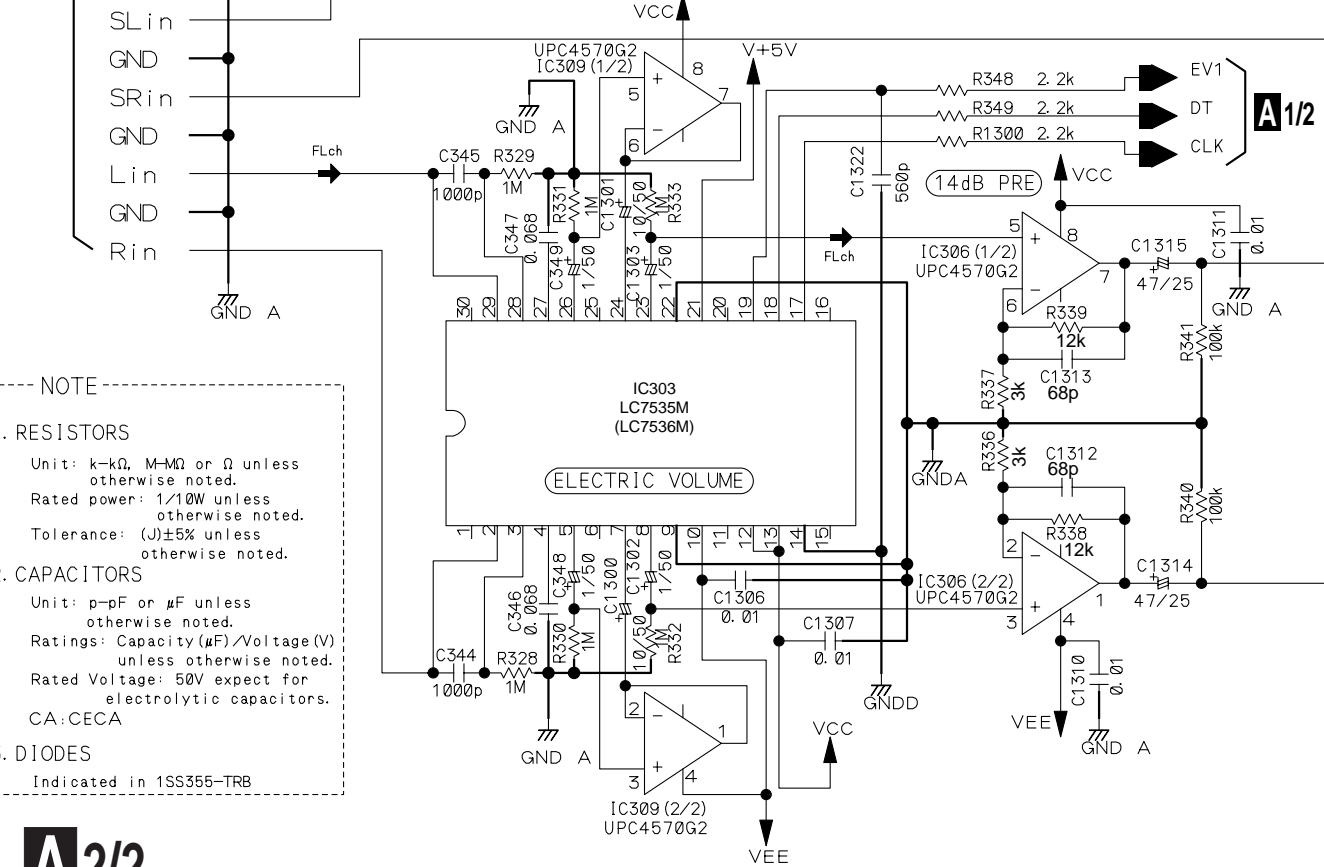 SLin
GND
SRin
GND
Lin
GND
Rin
GND A
FLch
VCC
UPC4570G2
IC309 (1/2)
8
5
+
7
-
6
GND A
V+5V
R348 2.2k
R349 2.2k
R1300 2.2k
EV1
DT
CLK
A 1/2
C345
1000p
R329
1M
C347
0.068
R331
1M
C349
1/50
C1301
10/50
R333
1M
C1303
1/50
C1322
560p
14dB PRE
VCC
FLch
5
+
8
IC306 (1/2)
UPC4570G2
7
-
6
C1315
47/25
C1311
0.01
GND A
R339
12k
C1313
68p
R341
100k
R337
3k
30 29 28 27 26 25 24 23 22 21 20 19 18 17 16
IC303
LC7535M
(LC7536M)
ELECTRIC VOLUME
1 2 3 4 5 6 7 8 9 10 11 12 13 14 15
GNDA
R336
3k
C1312
68p
R340
100k
R338
12k
2
-
IC306 (2/2)
UPC4570G2
1
+
3
4
C1314
47/25
C1310
0.01
VEE
GND A
C346
0.068
C348
1/50
R330
1M
C1300
10/50
C1302
1/50
R332
1M
C344
1000p
R328
1M
C1306
0.01
C1307
0.01
GNDD
VCC
GND A
2
-
1
+
3
4
IC309 (2/2)
UPC4570G2
VEE
NOTE
. RESISTORS
Unit: k-kΩ, M-MΩ or Ω unless
otherwise noted.
Rated power: 1/10W unless
otherwise noted.
Tolerance: (J)±5% unless
otherwise noted.
. CAPACITORS
Unit: p-pF or μF unless
otherwise noted.
Ratings: Capacity(μF)/Voltage(V)
unless otherwise noted.
Rated Voltage: 50V expect for
electrolytic capacitors.
CA:CECA
. DIODES
Indicated in 1SS355-TRB
A 2/2